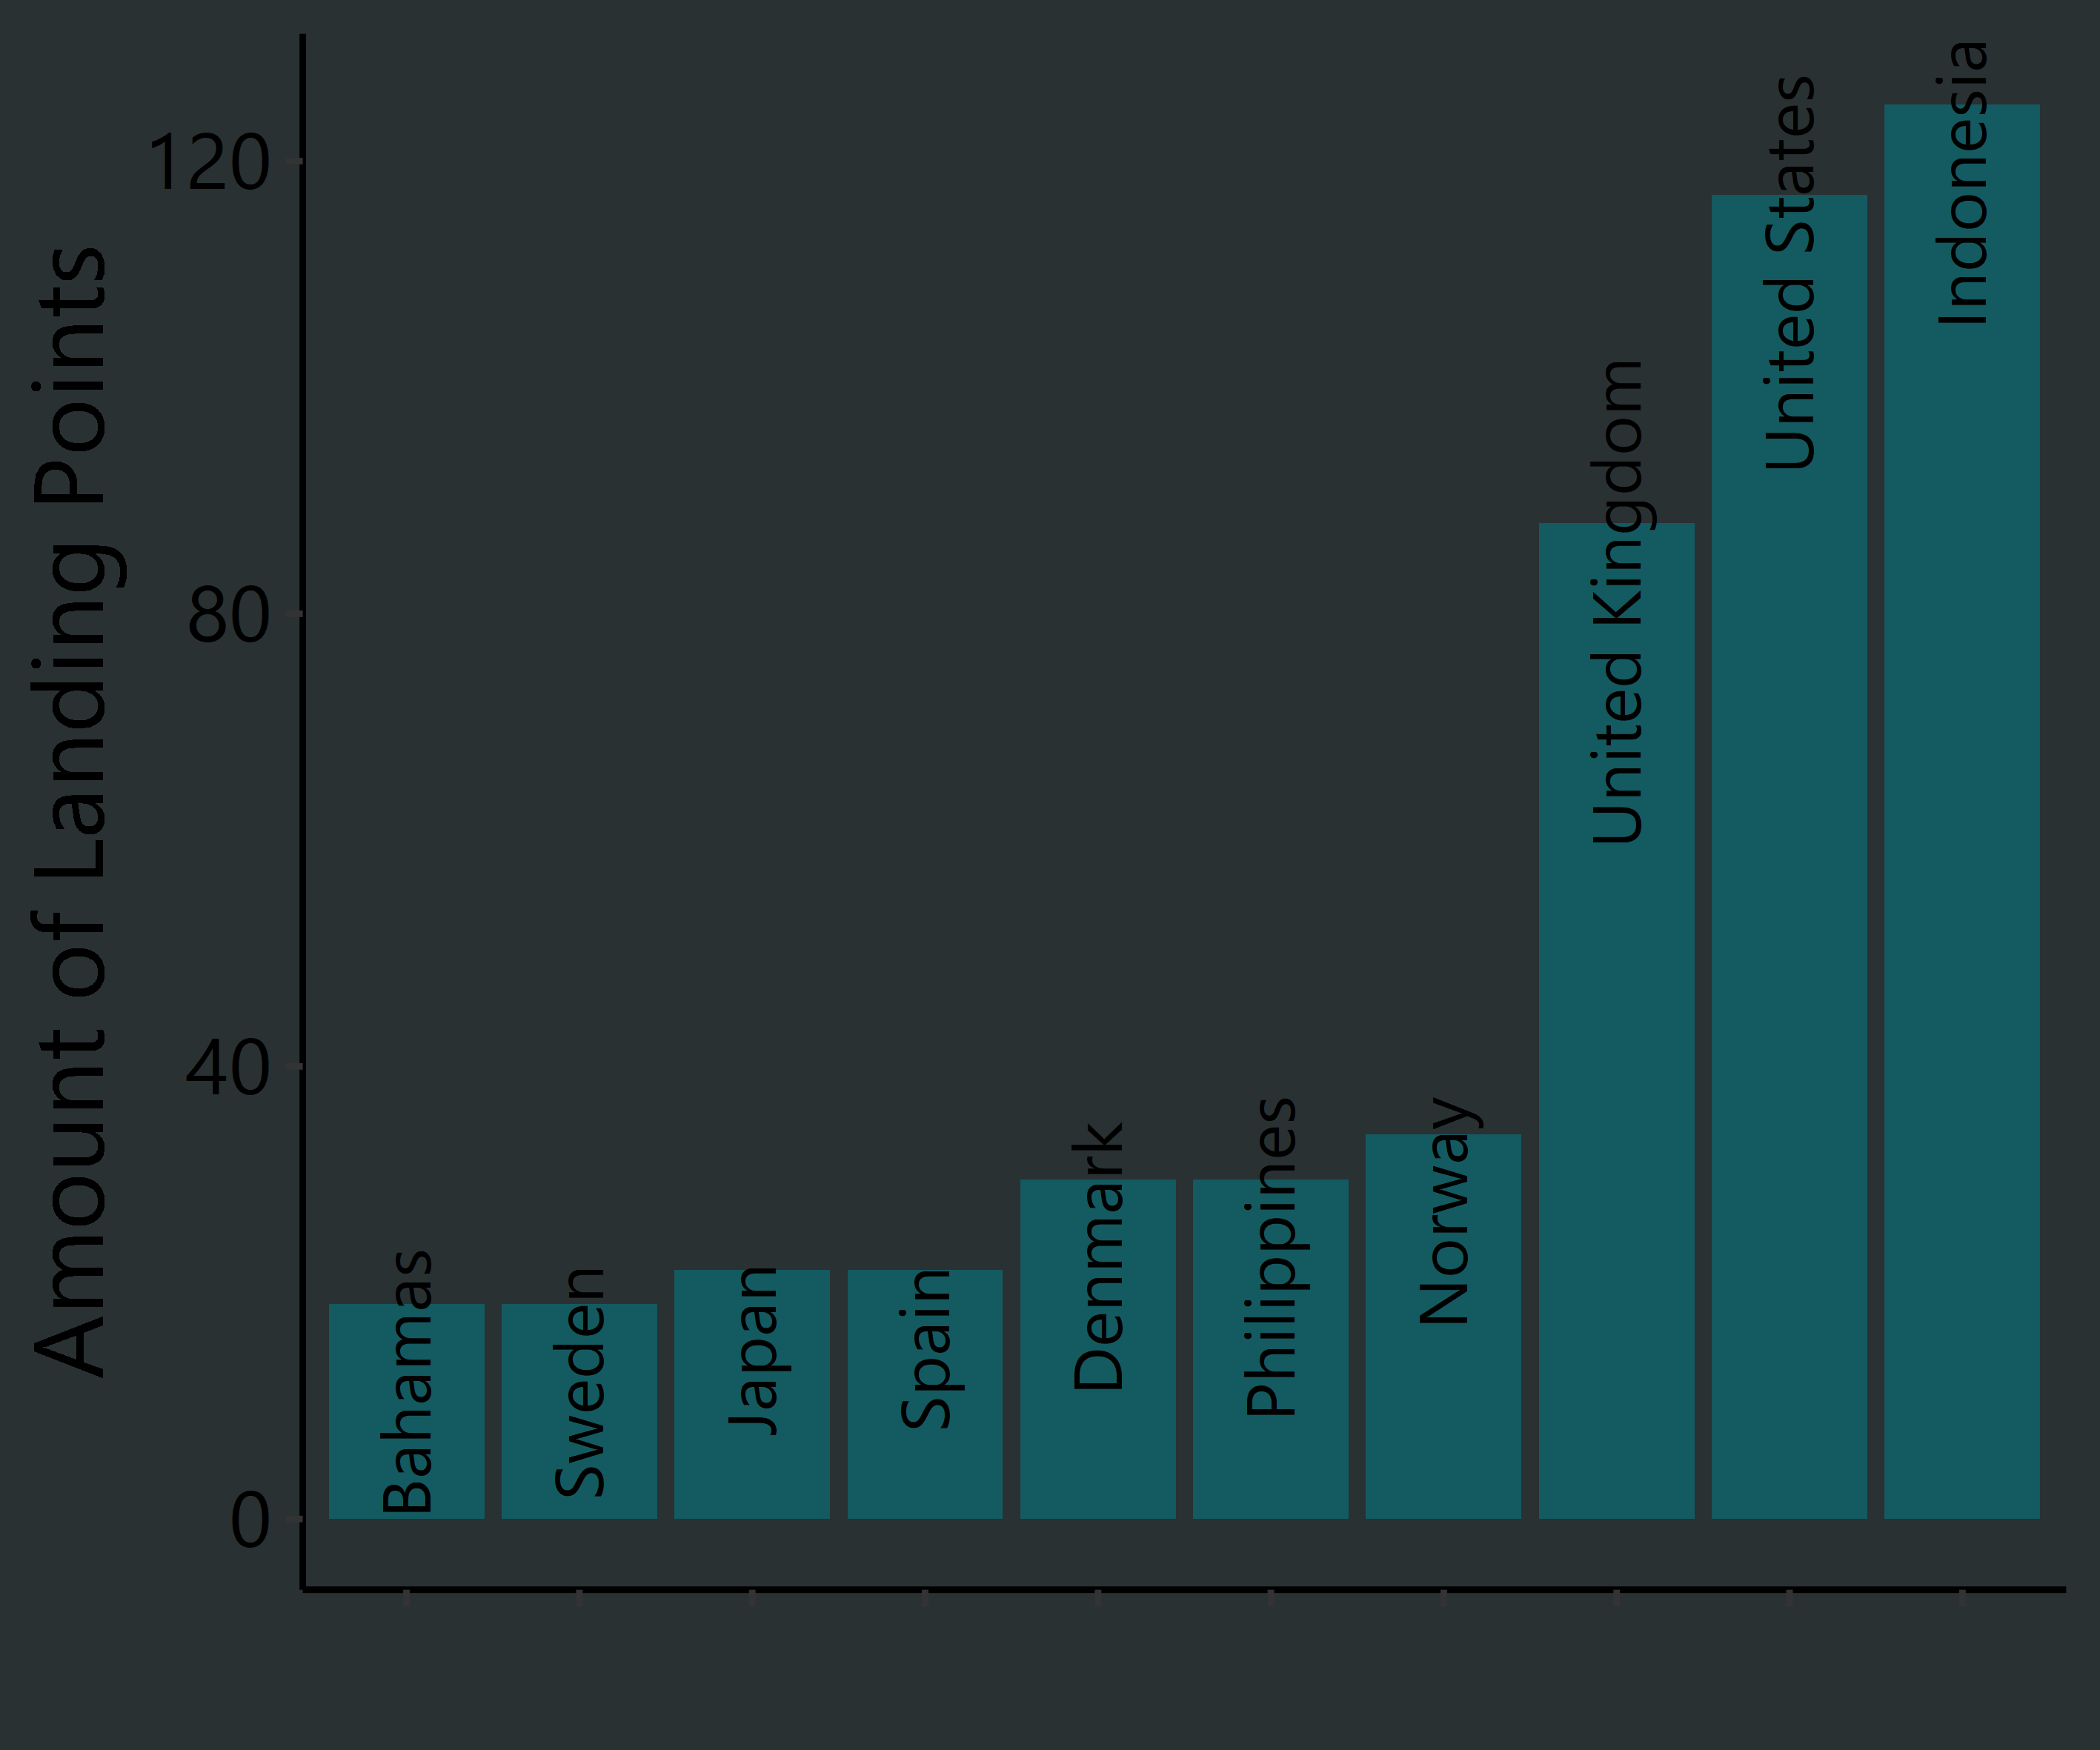 Amount of Landing Points
120
80
40
0
Bahamas
Sweden
Japan
Spain
Denmark
Philippines
Norway
United Kingdom
United States
Indonesia